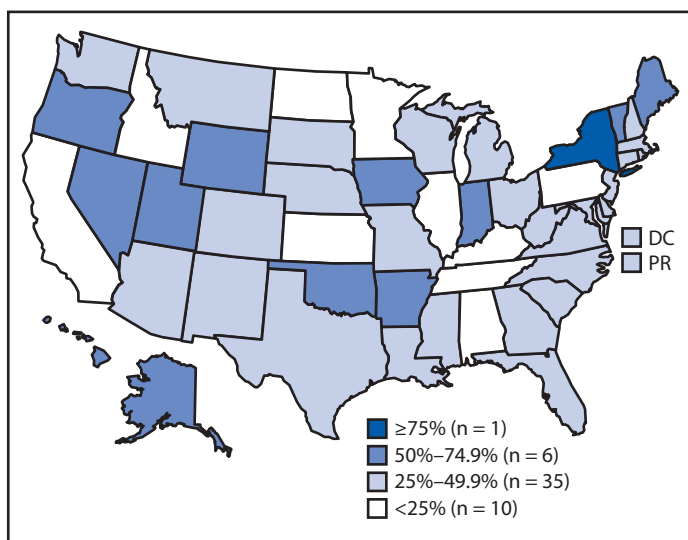 DC
PR
≥75% (n = 1)
50%–74.9% (n = 6)
25%–49.9% (n = 35)
<25% (n = 10)